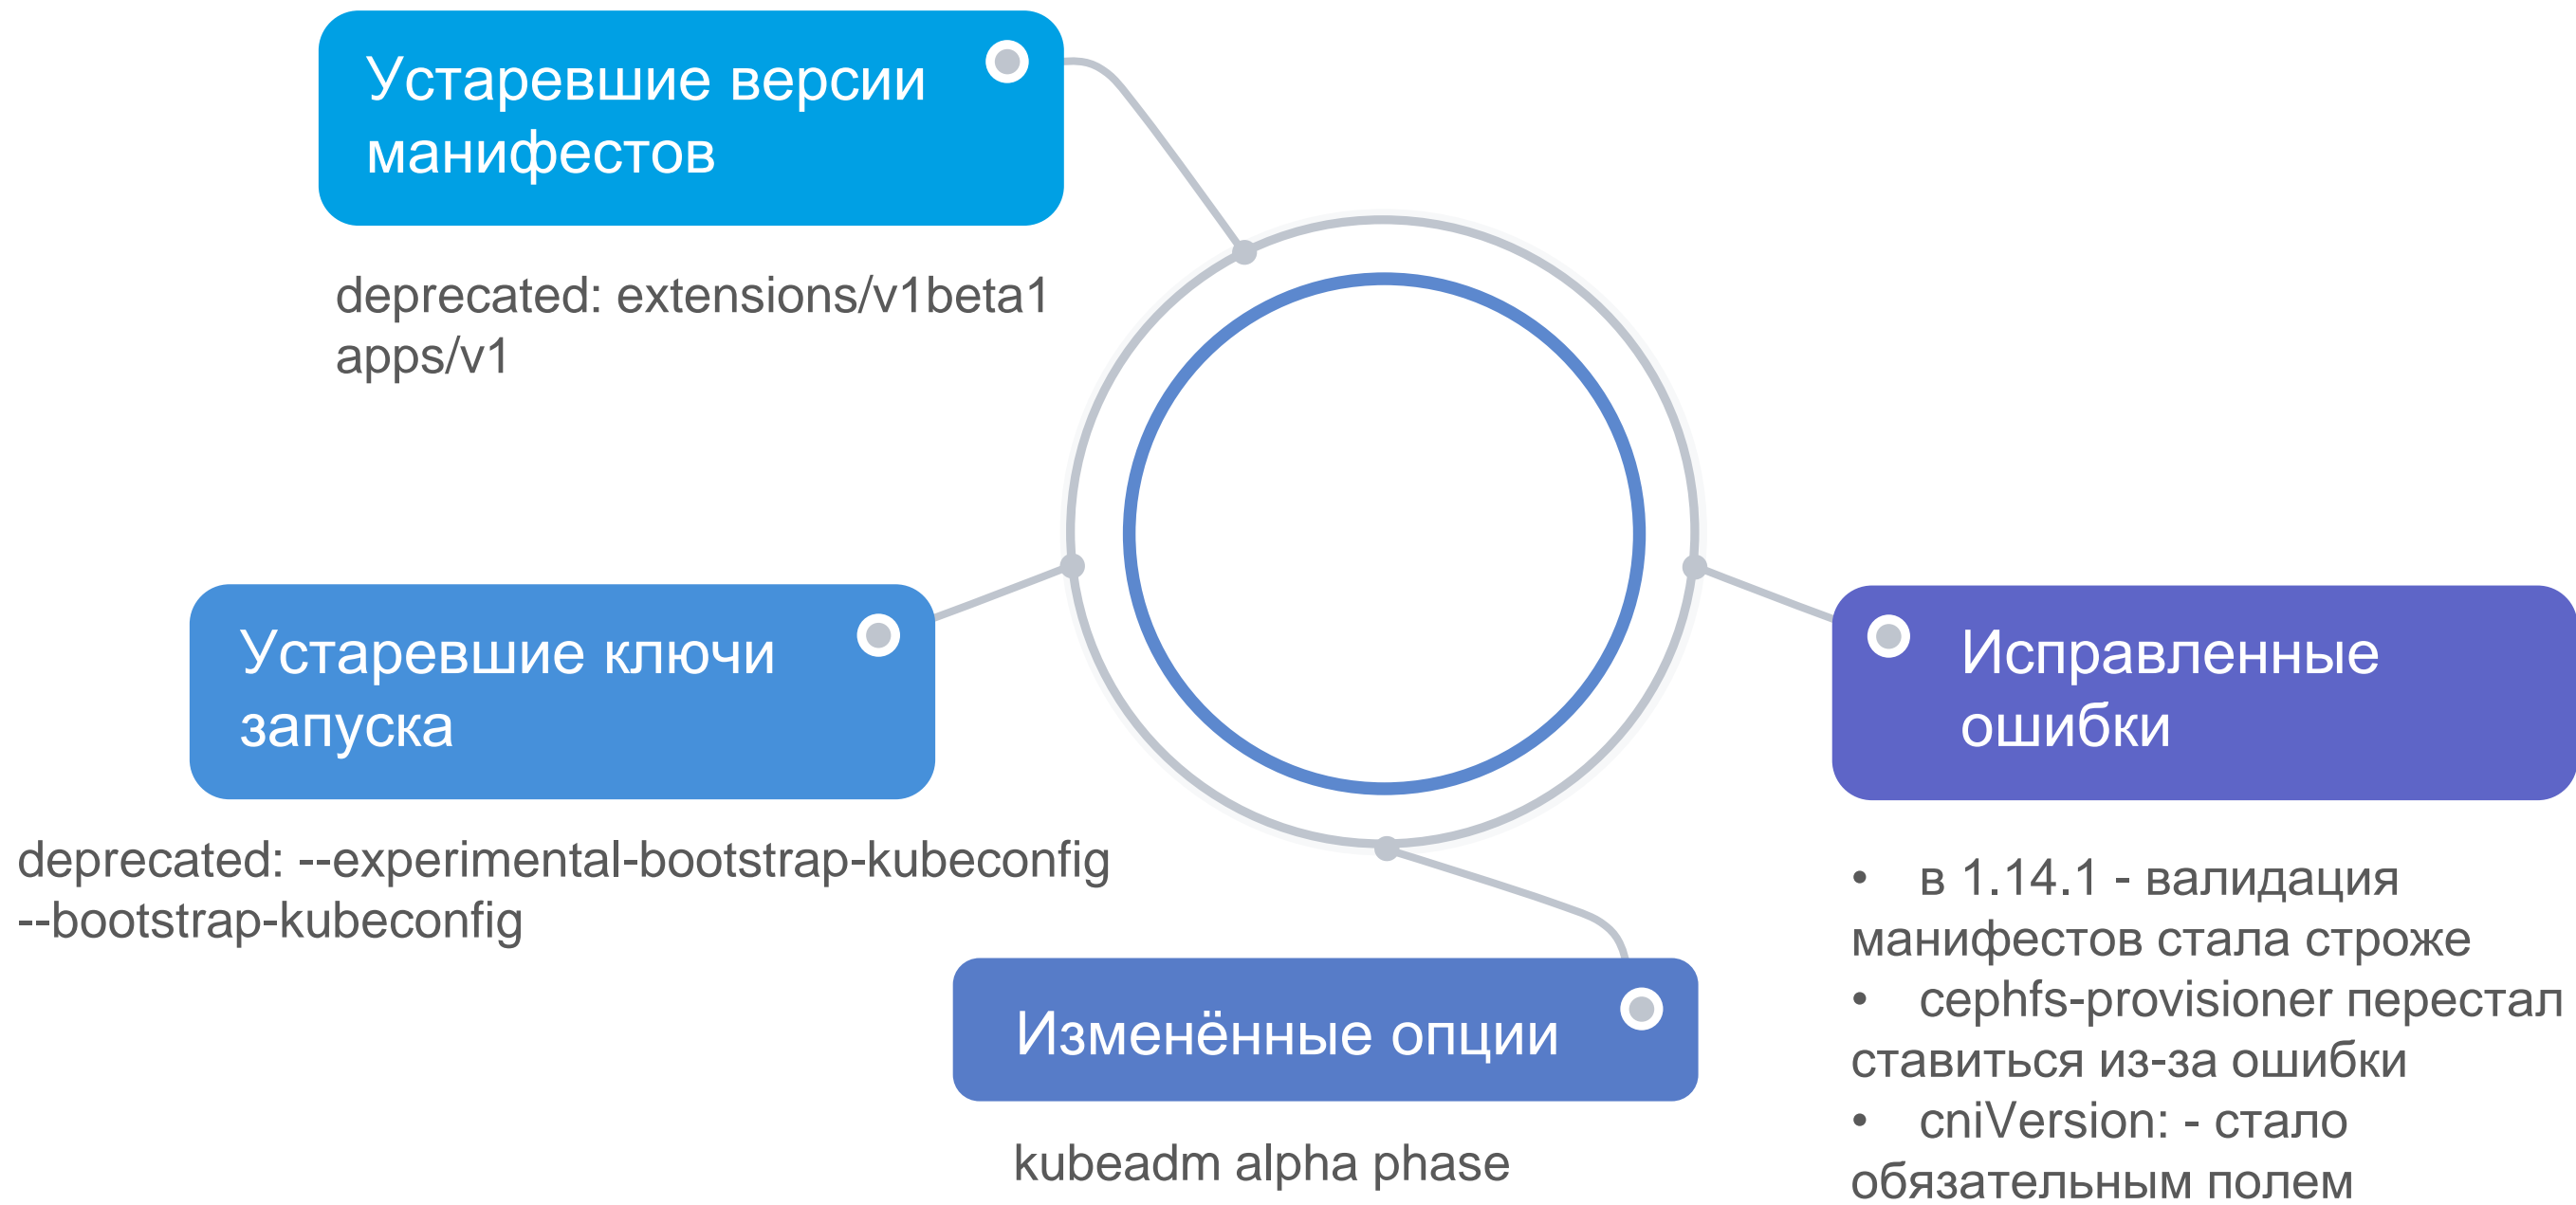 Устаревшие версии
манифестов
deprecated: extensions/v1beta1
apps/v1
Устаревшие ключи
запуска
deprecated: --experimental-bootstrap-kubeconfig
--bootstrap-kubeconfig
Изменённые опции
kubeadm alpha phase
Исправленные
ошибки
• в 1.14.1 - валидация
манифестов стала строже
• cephfs-provisioner перестал
ставиться из-за ошибки
• cniVersion: - стало
обязательным полем